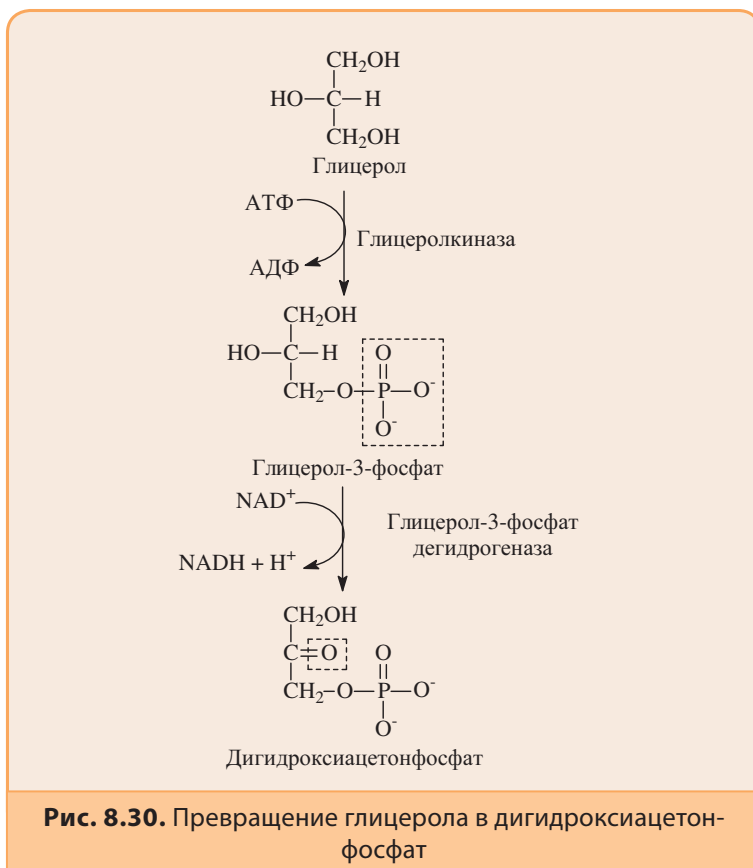 CH₂OH
HO—C—H
CH₂OH
Глицерол
АТФ
Глицеролкиназа
АДФ
CH₂OH
HO—C—H O
CH₂—O—P—O⁻
O⁻
Глицерол-3-фосфат
NAD⁺
Глицерол-3-фосфат
дегидрогеназа
NADH + H⁺
CH₂OH
C=O O
CH₂—O—P—O⁻
O⁻
Дигидроксиацетонфосфат
Рис. 8.30. Превращение глицерола в дигидроксиацетон-
фосфат